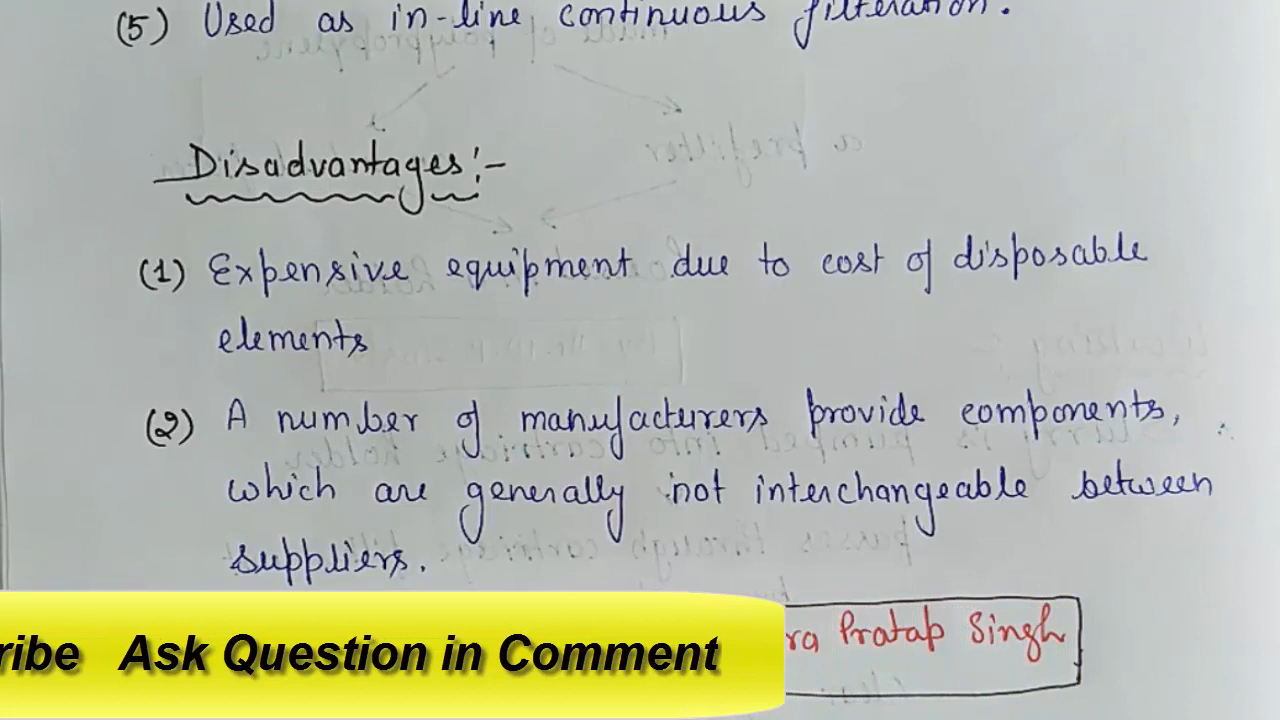 (5) Used as in-line continuous filteration.
Disadvantages:-
(1) Expensive equipment due to cost of disposable
elements
(2) A number of manufacturers provide components,
which are generally not interchangeable between
suppliers.
ra Pratap Singh
ribe Ask Question in Comment